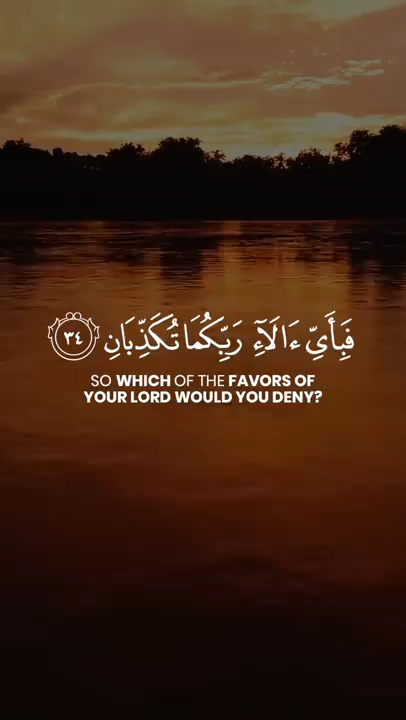 فَبِأَيِّ ءَالَآءِ رَبِّكُمَا تُكَذِّبَانِ ٣٤
SO WHICH OF THE FAVORS OF
YOUR LORD WOULD YOU DENY?